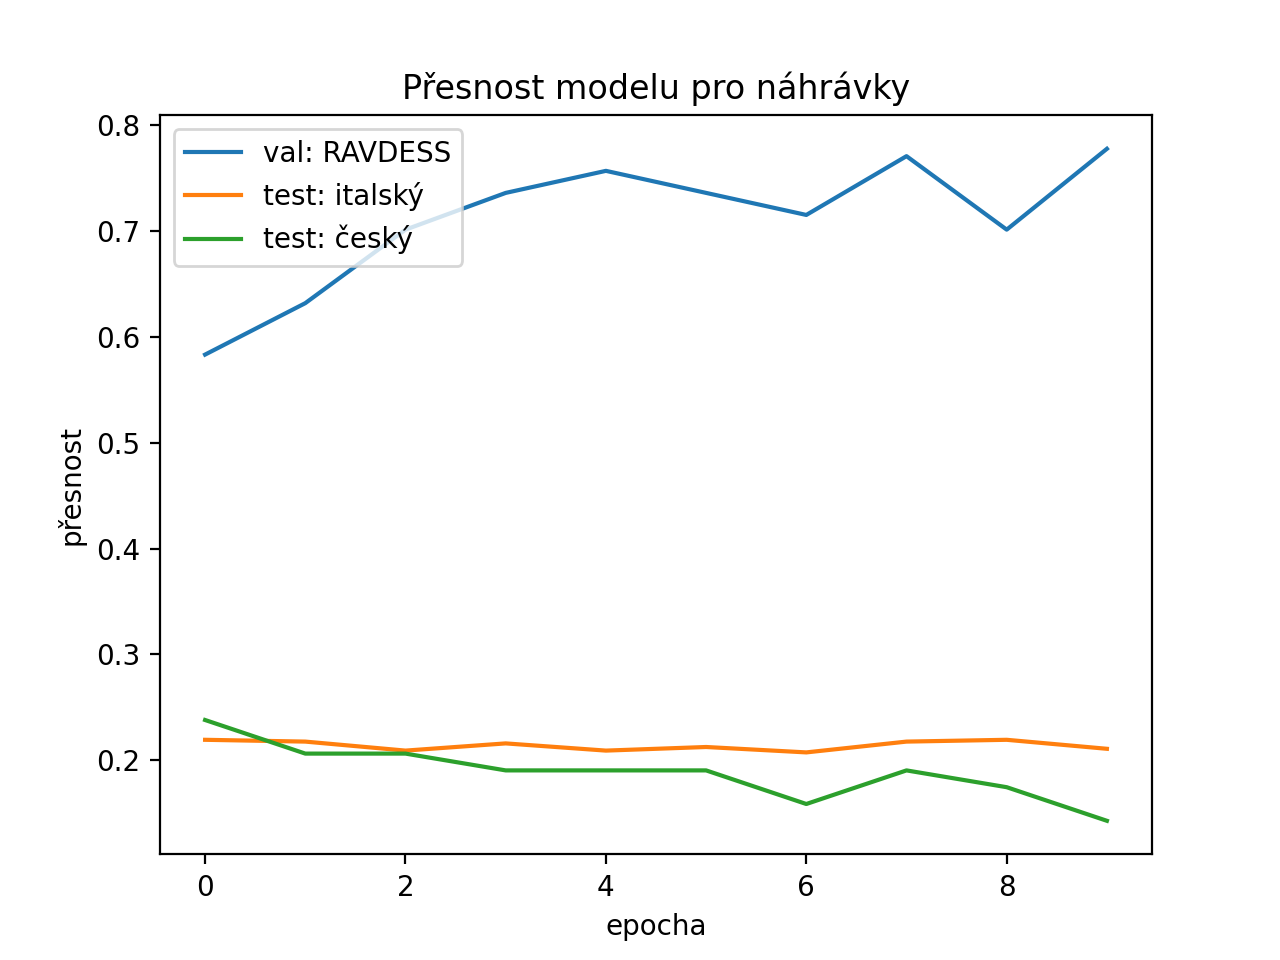 Přesnost modelu pro náhrávky
val: RAVDESS
test: italský
test: český
přesnost
0.8
0.7
0.6
0.5
0.4
0.3
0.2
0 2 4 6 8
epocha